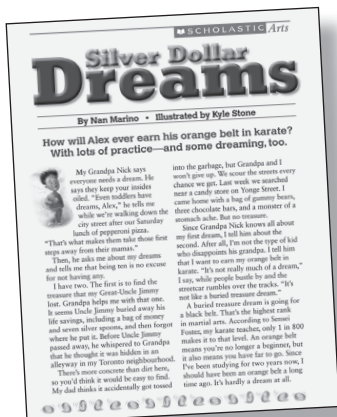 SCHOLASTIC Arts
Silver Dollar
Dreams
By Nan Marino • Illustrated by Kyle Stone
How will Alex ever earn his orange belt in karate?
With lots of practice—and some dreaming, too.
My Grandpa Nick says
everyone needs a dream. He
says they keep your insides
oiled. "Even toddlers have
dreams, Alex," he tells me
while we're walking down the
city street after our Saturday
lunch of pepperoni pizza.
"That's what makes them take those first
steps away from their mamas."
Then, he asks me about my dreams
and tells me that being ten is no excuse
for not having any.
I have two. The first is to find the
treasure that my Great-Uncle Jimmy
lost. Grandpa helps me with that one.
It seems Uncle Jimmy buried away his
life savings, including a bag of money
and seven silver spoons, and then forgot
where he put it. Before Uncle Jimmy
passed away, he whispered to Grandpa
that he thought it was hidden in an
alleyway in my Toronto neighbourhood.
There's more concrete than dirt here,
so you'd think it would be easy to find.
My dad thinks it accidentally got tossed
into the garbage, but Grandpa and I
won't give up. We scour the streets every
chance we get. Last week we searched
near a candy store on Yonge Street. I
came home with a bag of gummy bears,
three chocolate bars, and a monster of a
stomach ache. But no treasure.
Since Grandpa Nick knows all about
my first dream, I tell him about the
second. After all, I'm not the type of kid
who disappoints his grandpa. I tell him
that I want to earn my orange belt in
karate. "It's not really much of a dream,"
I say, while people bustle by and the
streetcar rumbles over the tracks. "It's
not like a buried treasure dream."
A buried treasure dream is going for
a black belt. That's the highest rank
in martial arts. According to Sensei
Foster, my karate teacher, only 1 in 800
makes it to that level. An orange belt
means you're no longer a beginner, but
it also means you have far to go. Since
I've been studying for two years now, I
should have been an orange belt a long
time ago. It's hardly a dream at all.